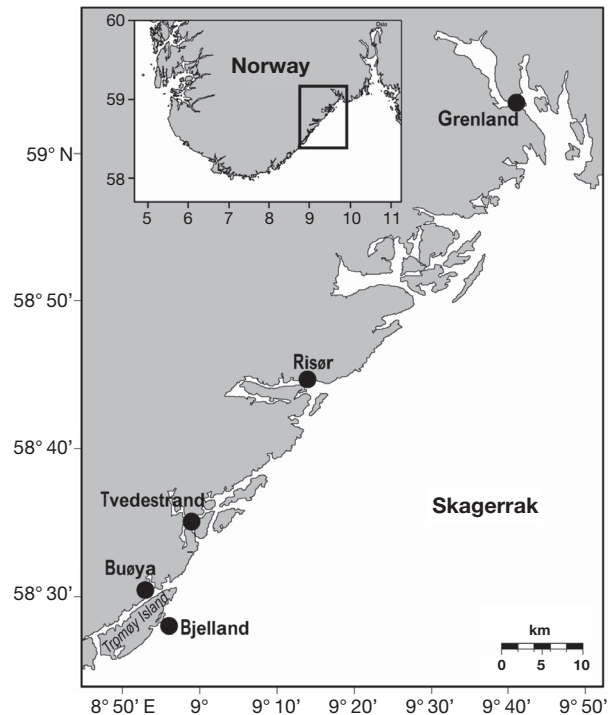 60
Oslo
Norway
59
58
5 6 7 8 9 10 11
Grenland
59° N
58° 50’
Risør
58° 40’
Skagerrak
Tvedestrand
Buøya
58° 30’
Tromøy Island
Bjelland
km
0 5 10
8° 50’ E 9° 9° 10’ 9° 20’ 9° 30’ 9° 40’ 9° 50’